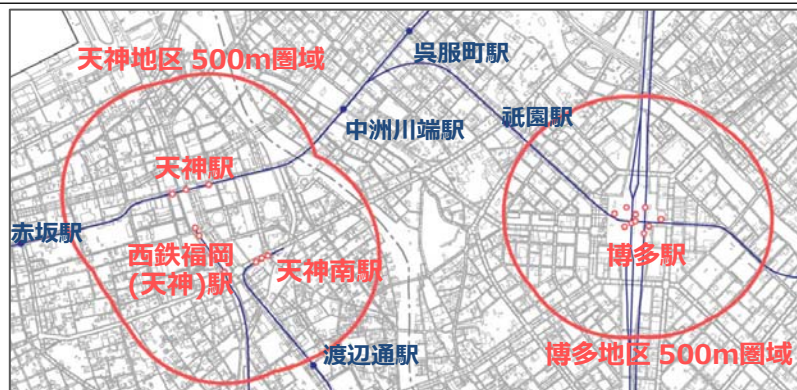 天神地区 500m圏域
呉服町駅
中洲川端駅
祇園駅
天神駅
赤坂駅
西鉄福岡
(天神)駅
天神南駅
博多駅
渡辺通駅
博多地区 500m圏域